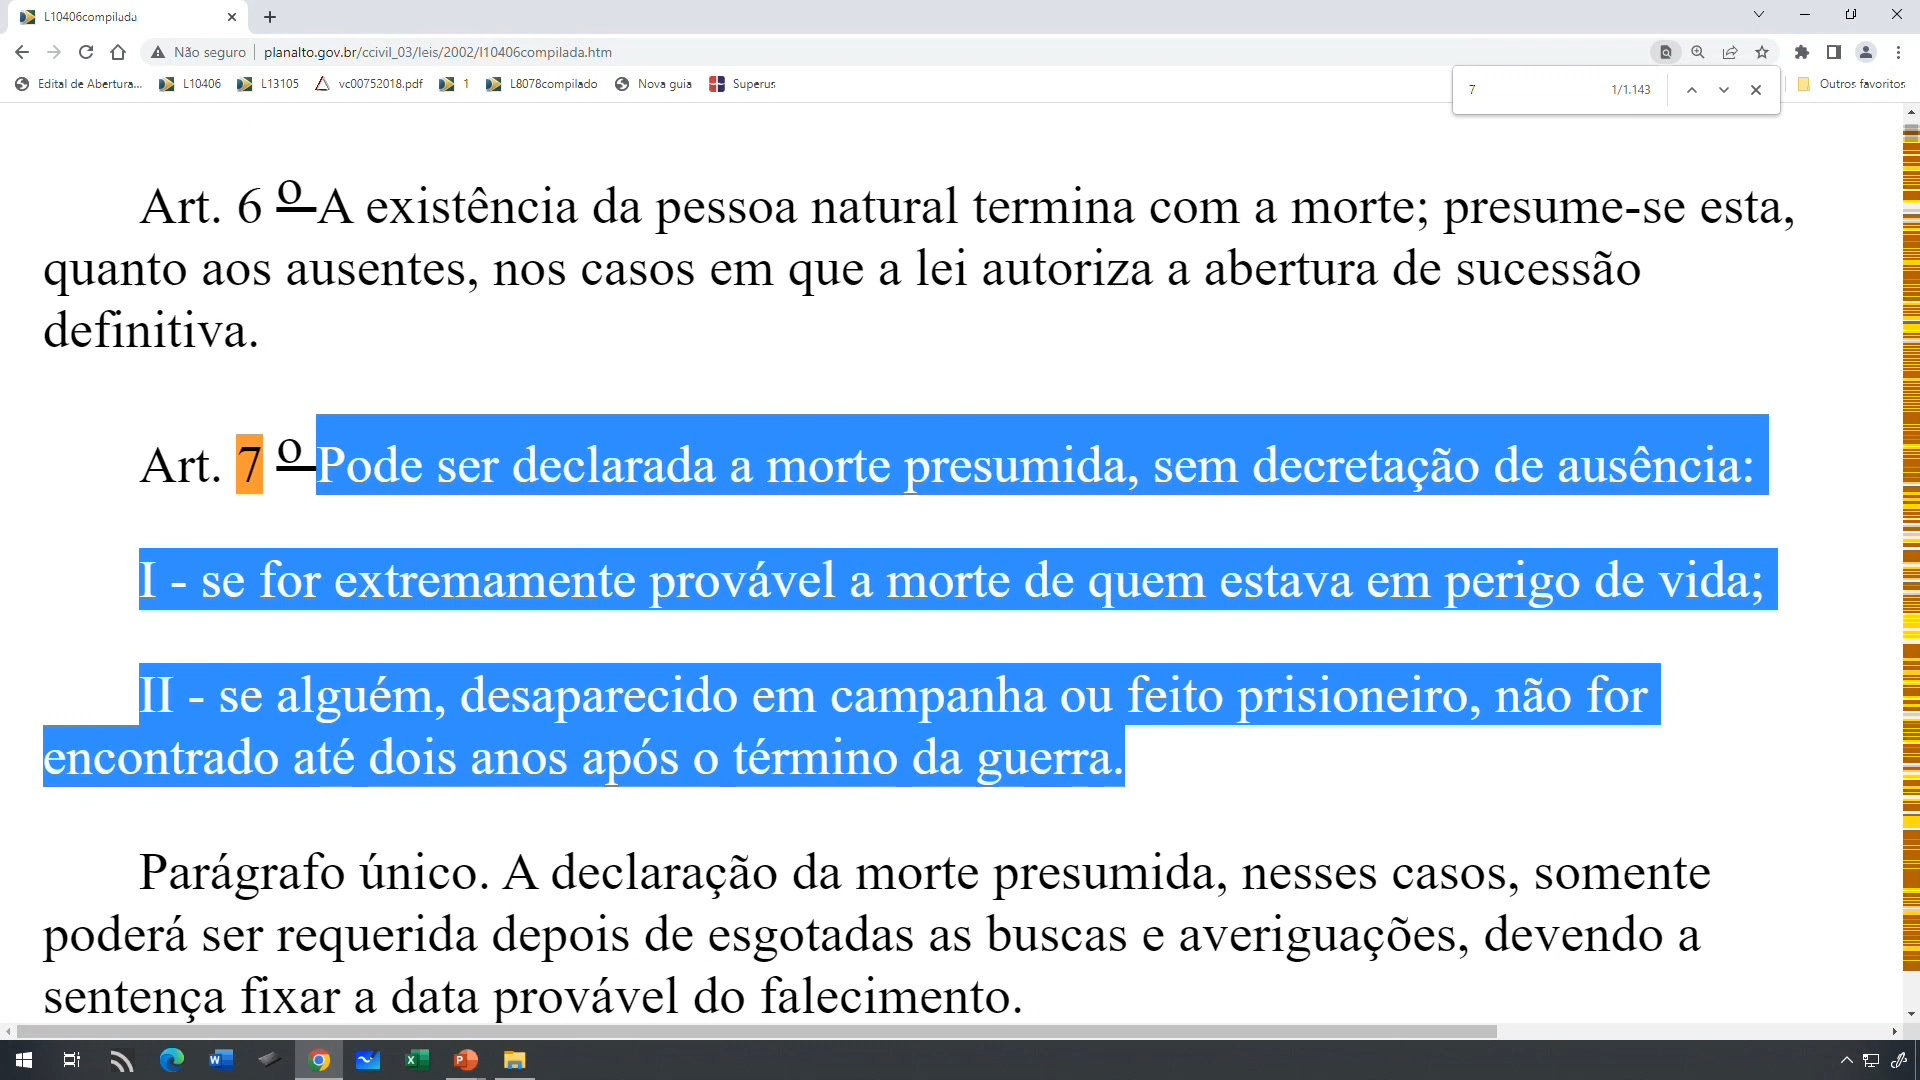 L10406compilada
Não seguro
planalto.gov.br/ccivil_03/leis/2002/l10406compilada.htm
Edital de Abertura... L10406 L13105 vc00752018.pdf 1 L8078compilado Nova guia Superus Outros favoritos
7 1/1.143
Art. 6 º A existência da pessoa natural termina com a morte; presume-se esta,
quanto aos ausentes, nos casos em que a lei autoriza a abertura de sucessão
definitiva.
Art. 7 º Pode ser declarada a morte presumida, sem decretação de ausência:
I - se for extremamente provável a morte de quem estava em perigo de vida;
II - se alguém, desaparecido em campanha ou feito prisioneiro, não for
encontrado até dois anos após o término da guerra.
Parágrafo único. A declaração da morte presumida, nesses casos, somente
poderá ser requerida depois de esgotadas as buscas e averiguações, devendo a
sentença fixar a data provável do falecimento.